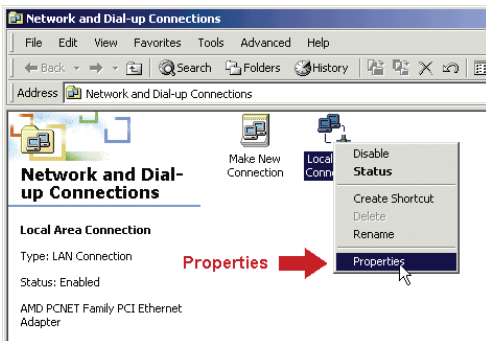 Network and Dial-up Connections
File Edit View Favorites Tools Advanced Help
Back Search Folders History
Address Network and Dial-up Connections
Network and Dial-
up Connections
Local Area Connection
Type: LAN Connection
Status: Enabled
AMD PCNET Family PCI Ethernet
Adapter
Make New
Connection
Local
Conne
Disable
Status
Create Shortcut
Delete
Rename
Properties
Properties